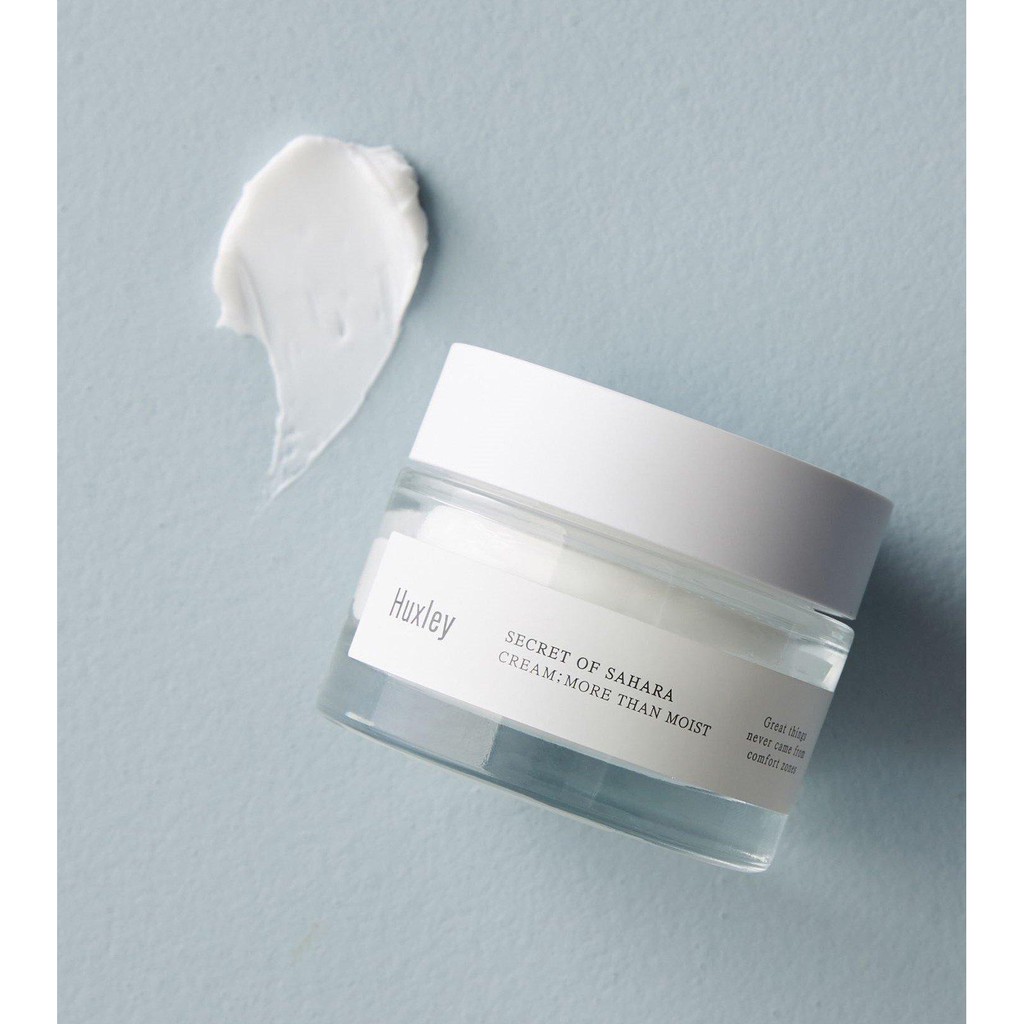 Huxley
SECRET OF SAHARA
CREAM;MORE THAN MOIST
Great things
never came from
comfort zones